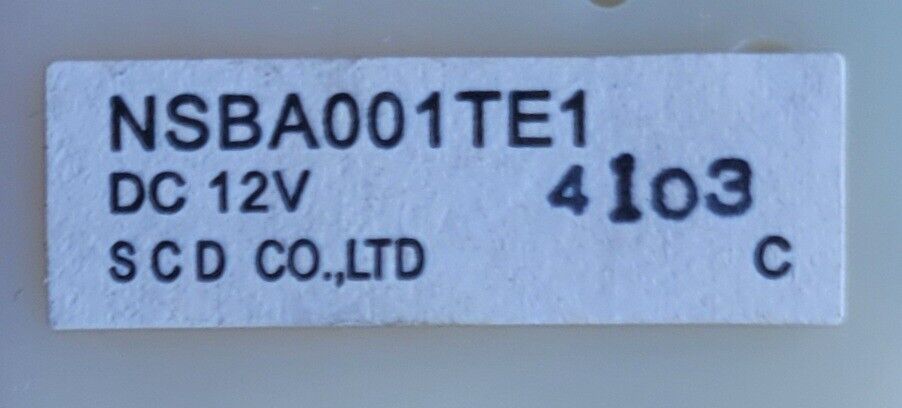 NSBA001TE1
DC 12V 4103
SCD CO.,LTD C